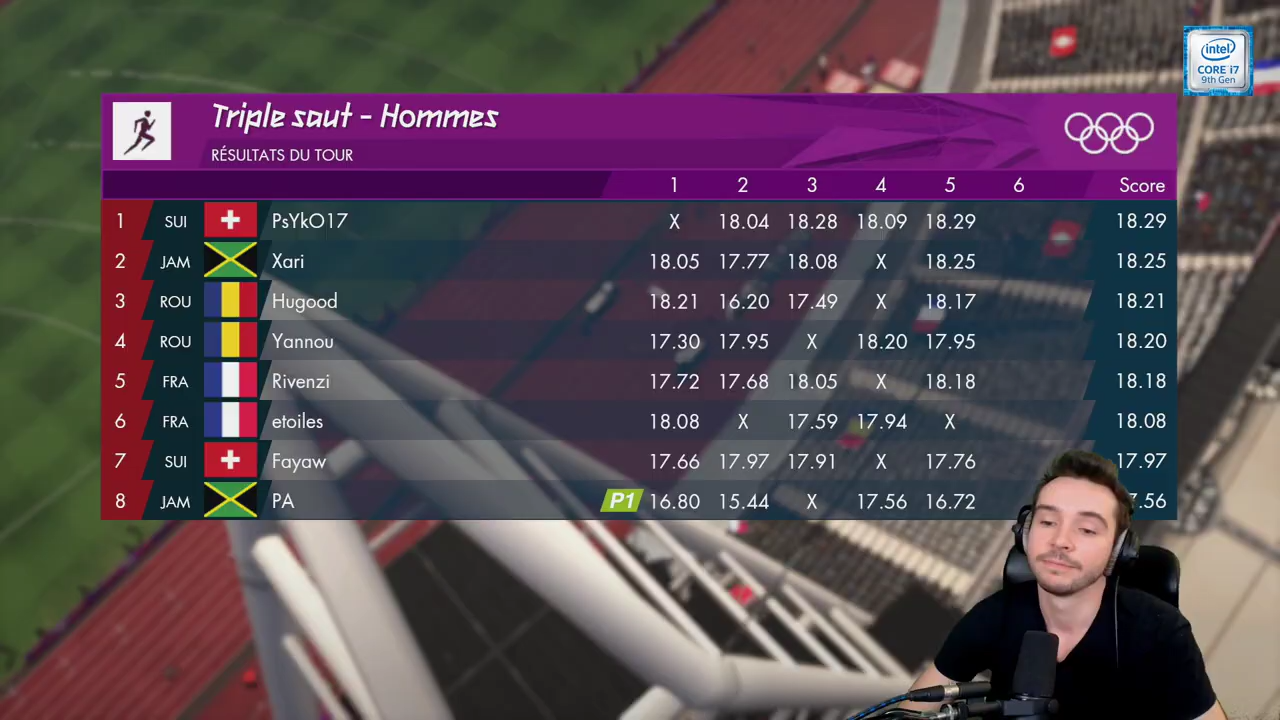 intel
CORE i7
9th Gen
Triple saut - Hommes
RÉSULTATS DU TOUR
1 2 3 4 5 6 Score
1 SUI PsYkO17 X 18.04 18.28 18.09 18.29 18.29
2 JAM Xari 18.05 17.77 18.08 X 18.25 18.25
3 ROU Hugood 18.21 16.20 17.49 X 18.17 18.21
4 ROU Yannou 17.30 17.95 X 18.20 17.95 18.20
5 FRA Rivenzi 17.72 17.68 18.05 X 18.18 18.18
6 FRA etoiles 18.08 X 17.59 17.94 X 18.08
7 SUI Fayaw 17.66 17.97 17.91 X 17.76 17.97
8 JAM PA P1 16.80 15.44 X 17.56 16.72 .56